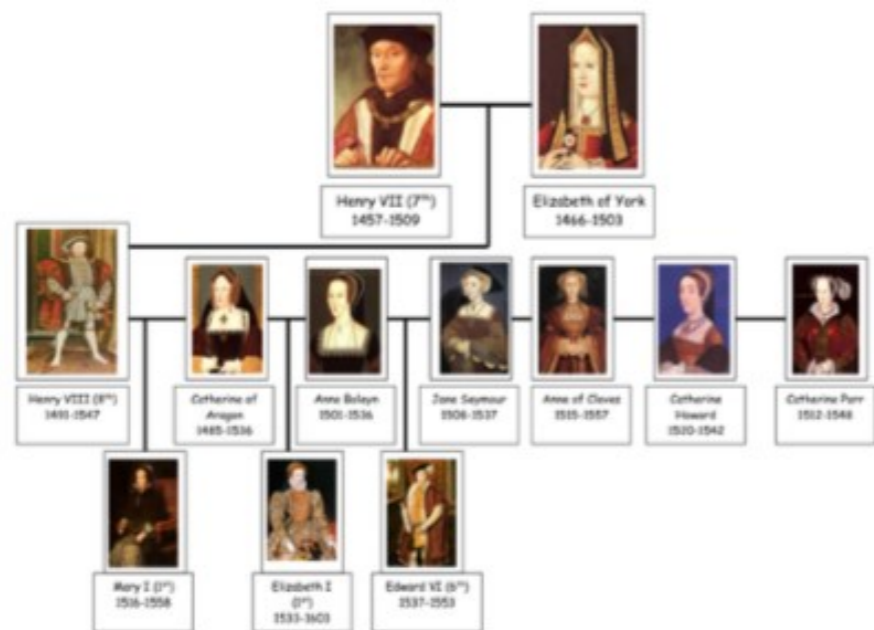 Henry VII (7ᵀᴴ)
1457-1509
Elizabeth of York
1466-1503
Henry VIII (8ᵗʰ)
1491-1547
Catherine of
Aragon
1485-1536
Anne Boleyn
1501-1536
Jane Seymour
1508-1537
Anne of Cleves
1515-1557
Catherine
Howard
1520-1542
Catherine Parr
1512-1548
Mary I (1ˢᵗ)
1516-1558
Elizabeth I
(1ˢᵗ)
1533-1603
Edward VI (6ᵗʰ)
1537-1553